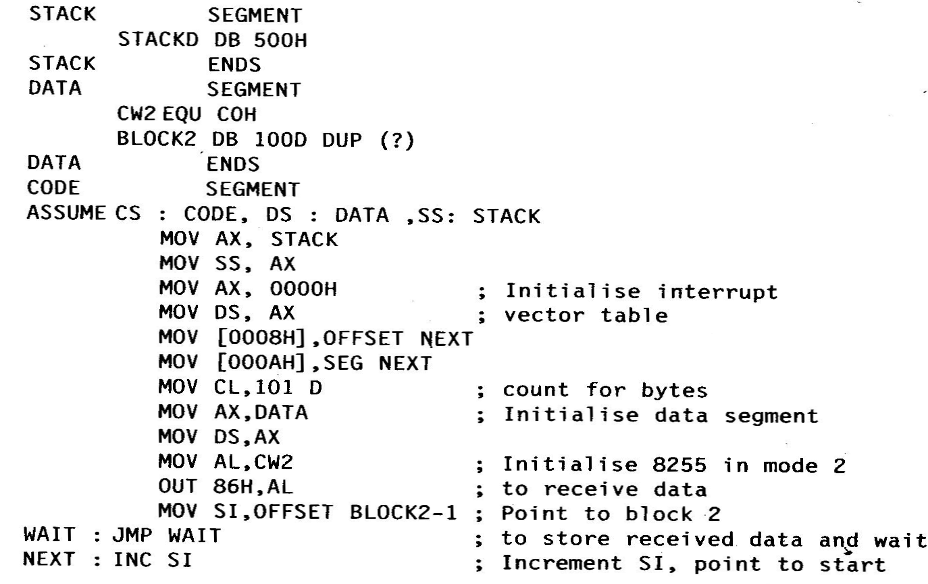 STACK SEGMENT
STACKD DB 500H
STACK ENDS
DATA SEGMENT
CW2 EQU COH
BLOCK2 DB 100D DUP (?)
DATA ENDS
CODE SEGMENT
ASSUME CS : CODE, DS : DATA ,SS: STACK
MOV AX, STACK
MOV SS, AX
MOV AX, 0000H ; Initialise interrupt
MOV DS, AX ; vector table
MOV [0008H],OFFSET NEXT
MOV [000AH],SEG NEXT
MOV CL,101 D ; count for bytes
MOV AX,DATA ; Initialise data segment
MOV DS,AX
MOV AL,CW2 ; Initialise 8255 in mode 2
OUT 86H,AL ; to receive data
MOV SI,OFFSET BLOCK2-1 ; Point to block 2
WAIT : JMP WAIT ; to store received data and wait
NEXT : INC SI ; Increment SI, point to start